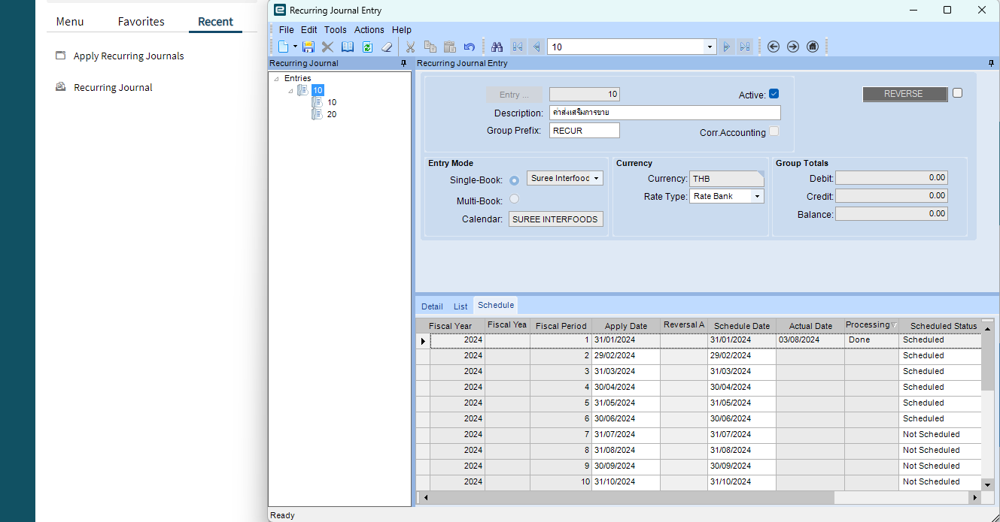 Menu Favorites Recent
Apply Recurring Journals
Recurring Journal
Recurring Journal Entry
File Edit Tools Actions Help
10
Recurring Journal
Entries
10
10
20
Recurring Journal Entry
Entry ... 10 Active: REVERSE
Description: ค่าส่งเสริมการขาย
Group Prefix: RECUR Corr.Accounting
Entry Mode
Single-Book: Suree Interfood
Multi-Book:
Calendar: SUREE INTERFOODS
Currency
Currency: THB
Rate Type: Rate Bank
Group Totals
Debit: 0.00
Credit: 0.00
Balance: 0.00
Detail List Schedule
Fiscal Year Fiscal Yea Fiscal Period Apply Date Reversal A Schedule Date Actual Date Processing Scheduled Status
2024 1 31/01/2024 31/01/2024 03/06/2024 Done Scheduled
2024 2 29/02/2024 29/02/2024 Scheduled
2024 3 31/03/2024 31/03/2024 Scheduled
2024 4 30/04/2024 30/04/2024 Scheduled
2024 5 31/05/2024 31/05/2024 Scheduled
2024 6 30/06/2024 30/06/2024 Scheduled
2024 7 31/07/2024 31/07/2024 Not Scheduled
2024 8 31/08/2024 31/08/2024 Not Scheduled
2024 9 30/09/2024 30/09/2024 Not Scheduled
2024 10 31/10/2024 31/10/2024 Not Scheduled
Ready